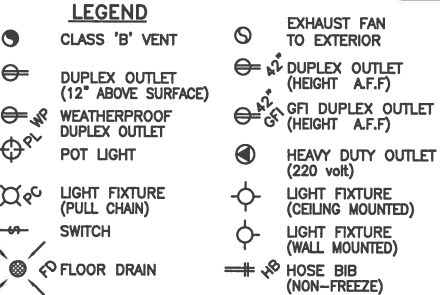 LEGEND
CLASS 'B' VENT
DUPLEX OUTLET
(12" ABOVE SURFACE)
WP WEATHERPROOF
DUPLEX OUTLET
PL POT LIGHT
PC LIGHT FIXTURE
(PULL CHAIN)
S SWITCH
FD FLOOR DRAIN
S EXHAUST FAN
TO EXTERIOR
42" DUPLEX OUTLET
(HEIGHT A.F.F)
42" GFI GFI DUPLEX OUTLET
(HEIGHT A.F.F)
HEAVY DUTY OUTLET
(220 volt)
LIGHT FIXTURE
(CEILING MOUNTED)
LIGHT FIXTURE
(WALL MOUNTED)
HB HOSE BIB
(NON-FREEZE)